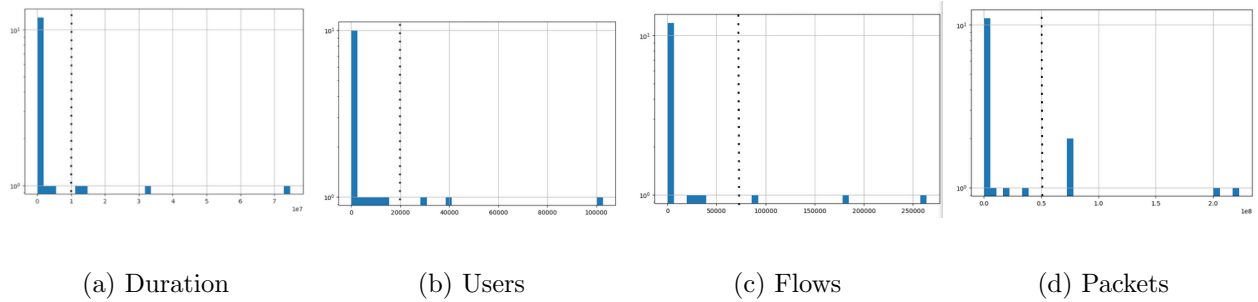 10¹
10⁰
0 1 2 3 4 5 6 7
1e7
10¹
10⁰
0 20000 40000 60000 80000 100000
10¹
10⁰
0 50000 100000 150000 200000 250000
10¹
10⁰
0.0 0.5 1.0 1.5 2.0
1e8
(a) Duration
(b) Users
(c) Flows
(d) Packets